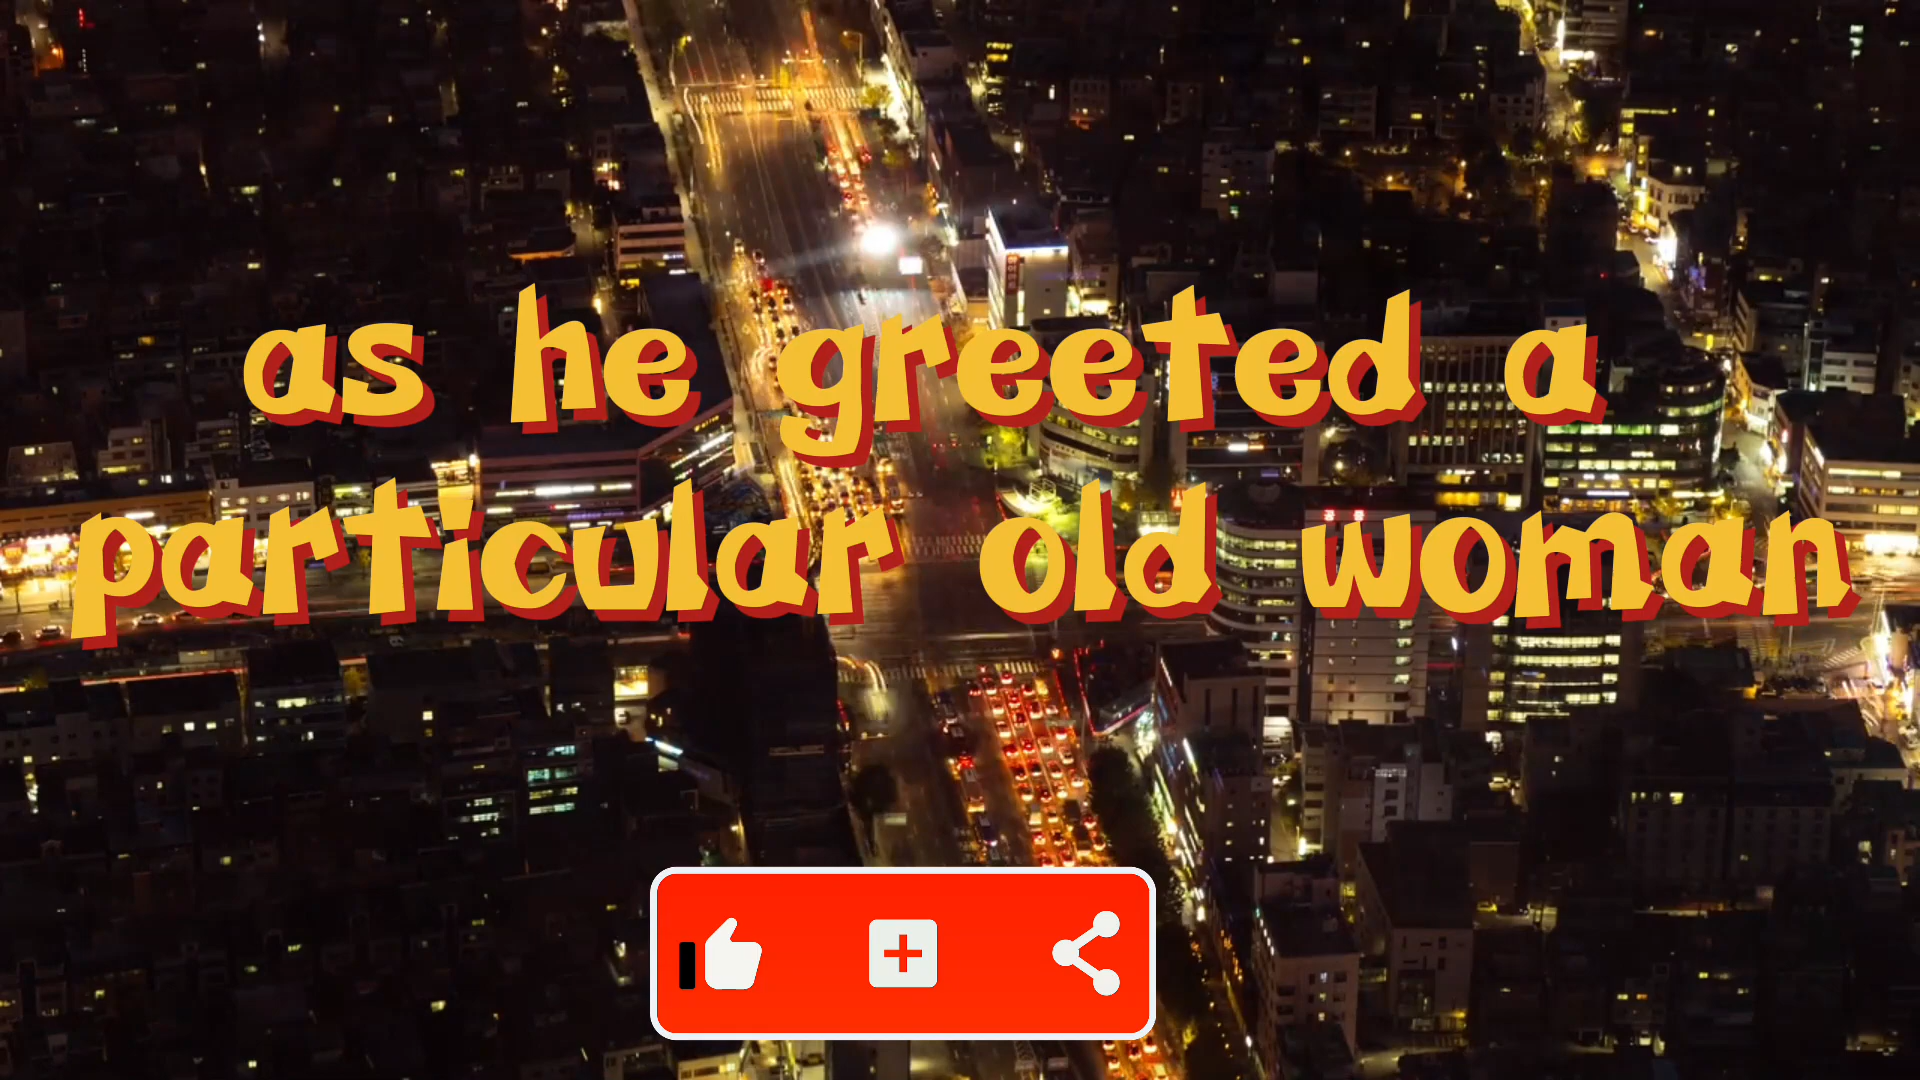 as he greeted a
particular old woman